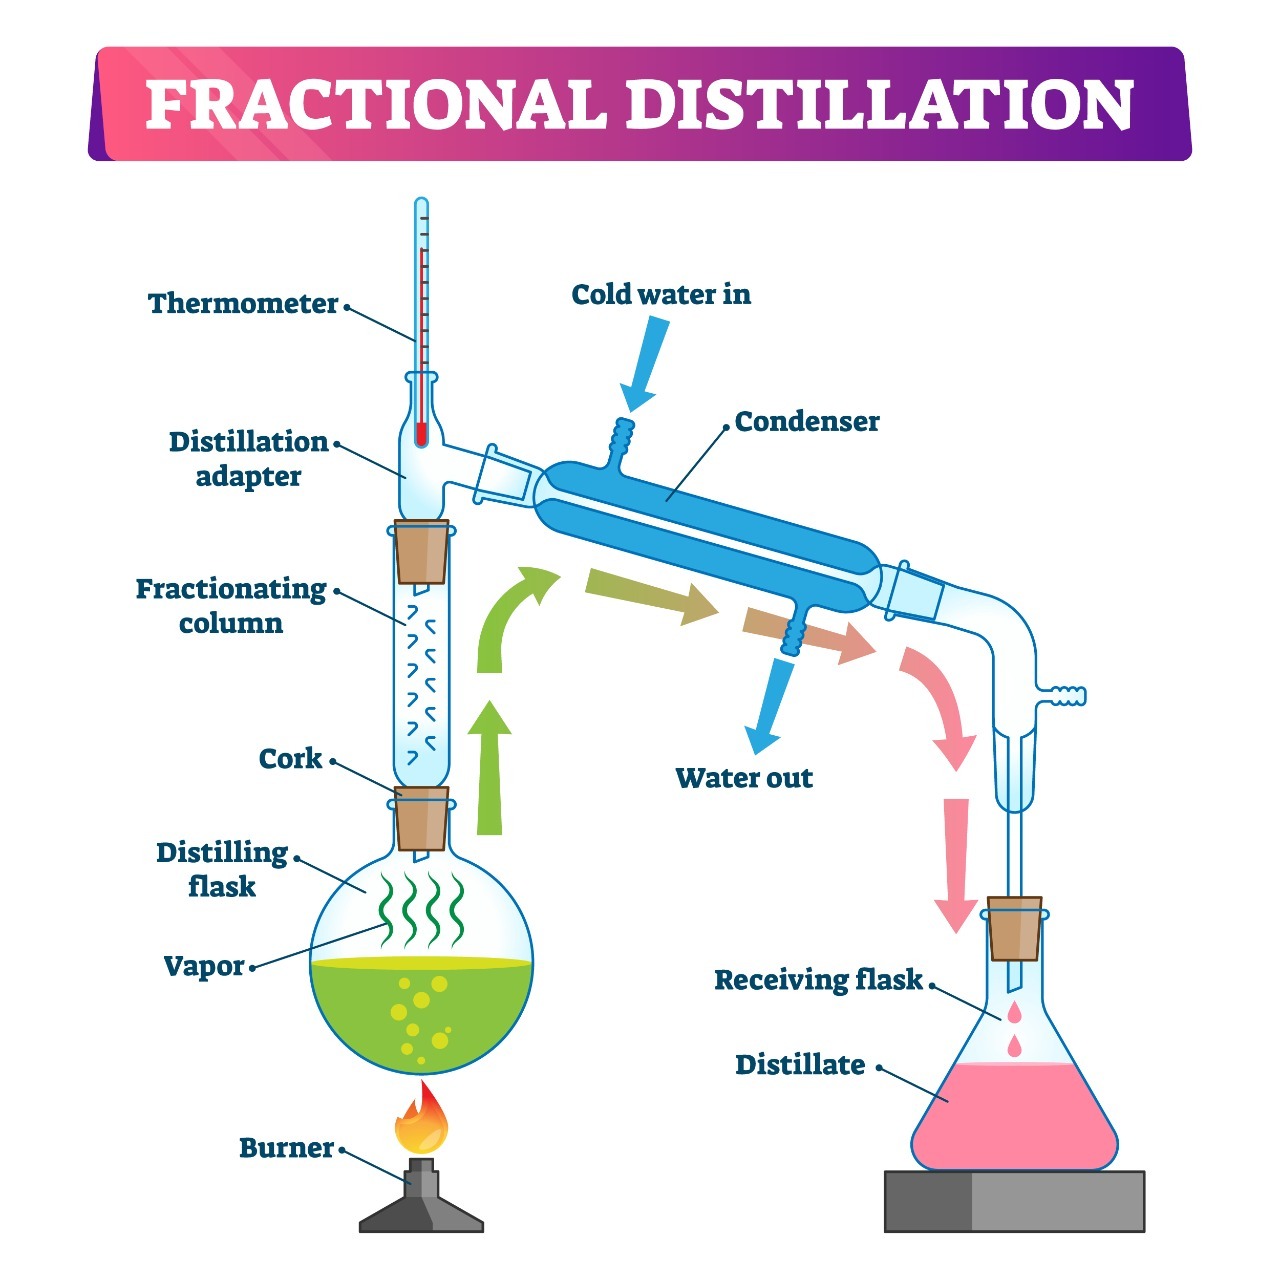 FRACTIONAL DISTILLATION
Thermometer
Cold water in
Condenser
Distillation
adapter
Fractionating
column
Cork
Water out
Distilling
flask
Vapor
Receiving flask
Distillate
Burner